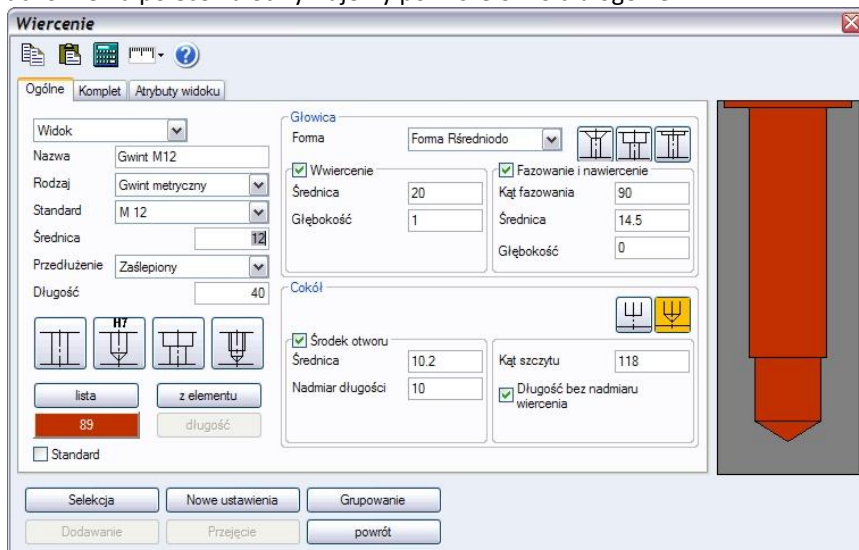 Wiercenie
Ogólne Komplet Atrybuty widoku
Widok
Nazwa Gwint M12
Rodzaj Gwint metryczny
Standard M 12
Średnica 12
Przedłużenie Zaślepiony
Długość 40
H7
lista z elementu
89 długość
Standard
Głowica
Forma Forma Rśredniodo
Wwiercenie
Średnica 20
Głębokość 1
Fazowanie i nawiercenie
Kąt fazowania 90
Średnica 14.5
Głębokość 0
Cokół
Środek otworu
Średnica 10.2
Nadmiar długości 10
Kąt szczytu 118
Długość bez nadmiaru
wiercenia
Selekcja Nowe ustawienia Grupowanie
Dodawanie Przejęcie powrót